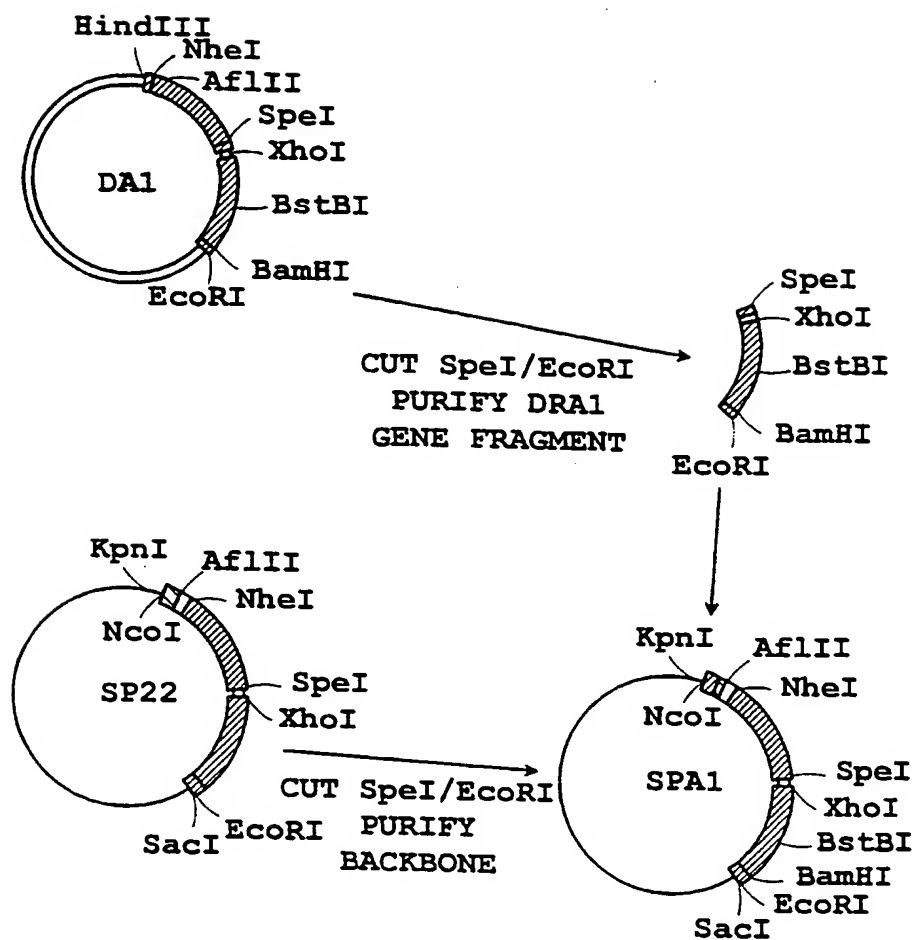 HindIII
NheI
AflII
SpeI
XhoI
DA1
BstBI
BamHI
EcoRI
SpeI
XhoI
BstBI
BamHI
EcoRI
CUT SpeI/EcoRI
PURIFY DRA1
GENE FRAGMENT
KpnI
AflII
NheI
NcoI
SP22
SpeI
XhoI
EcoRI
SacI
CUT SpeI/EcoRI
PURIFY
BACKBONE
KpnI
AflII
NheI
NcoI
SPA1
SpeI
XhoI
BstBI
BamHI
EcoRI
SacI